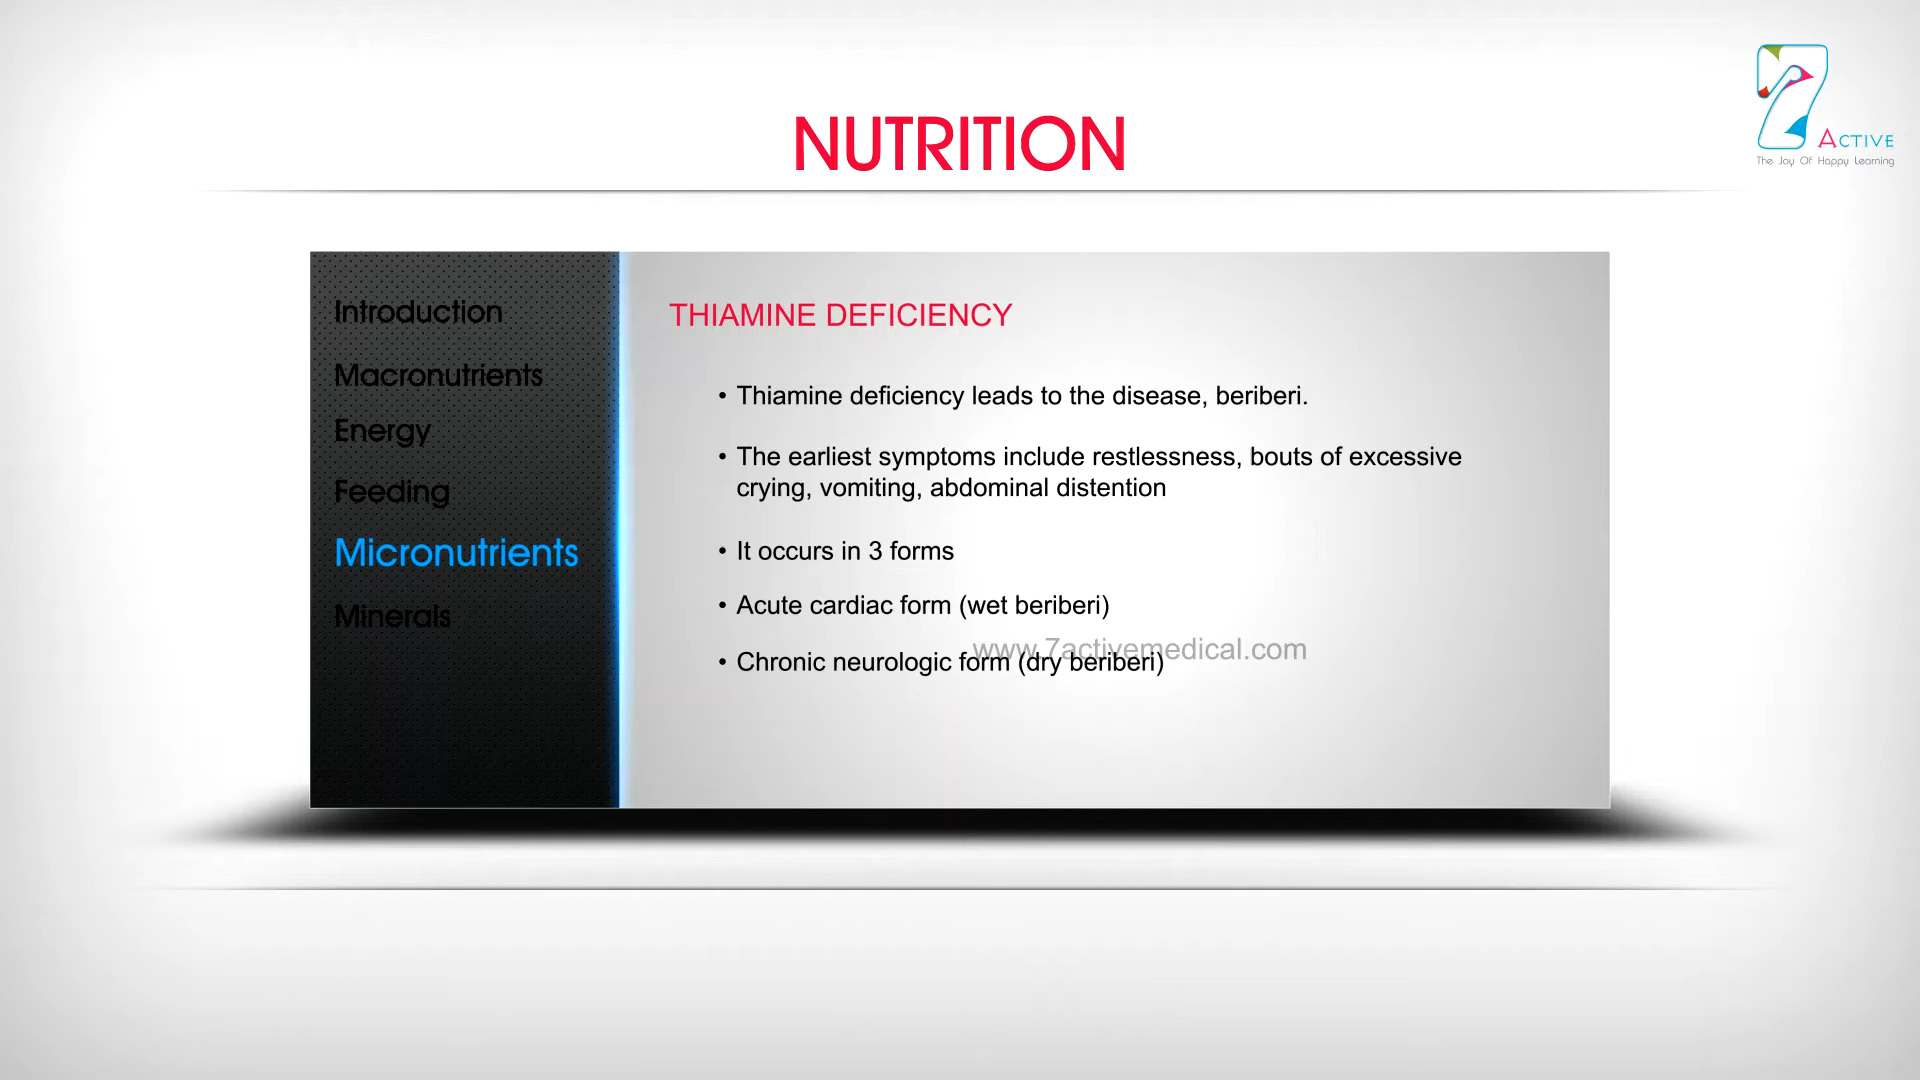 NUTRITION
ACTIVE
The Joy Of Happy Learning
Introduction
Macronutrients
Energy
Feeding
Micronutrients
Minerals
THIAMINE DEFICIENCY
• Thiamine deficiency leads to the disease, beriberi.
• The earliest symptoms include restlessness, bouts of excessive
crying, vomiting, abdominal distention
• It occurs in 3 forms
• Acute cardiac form (wet beriberi)
• Chronic neurologic form (dry beriberi)
www.7activemedical.com